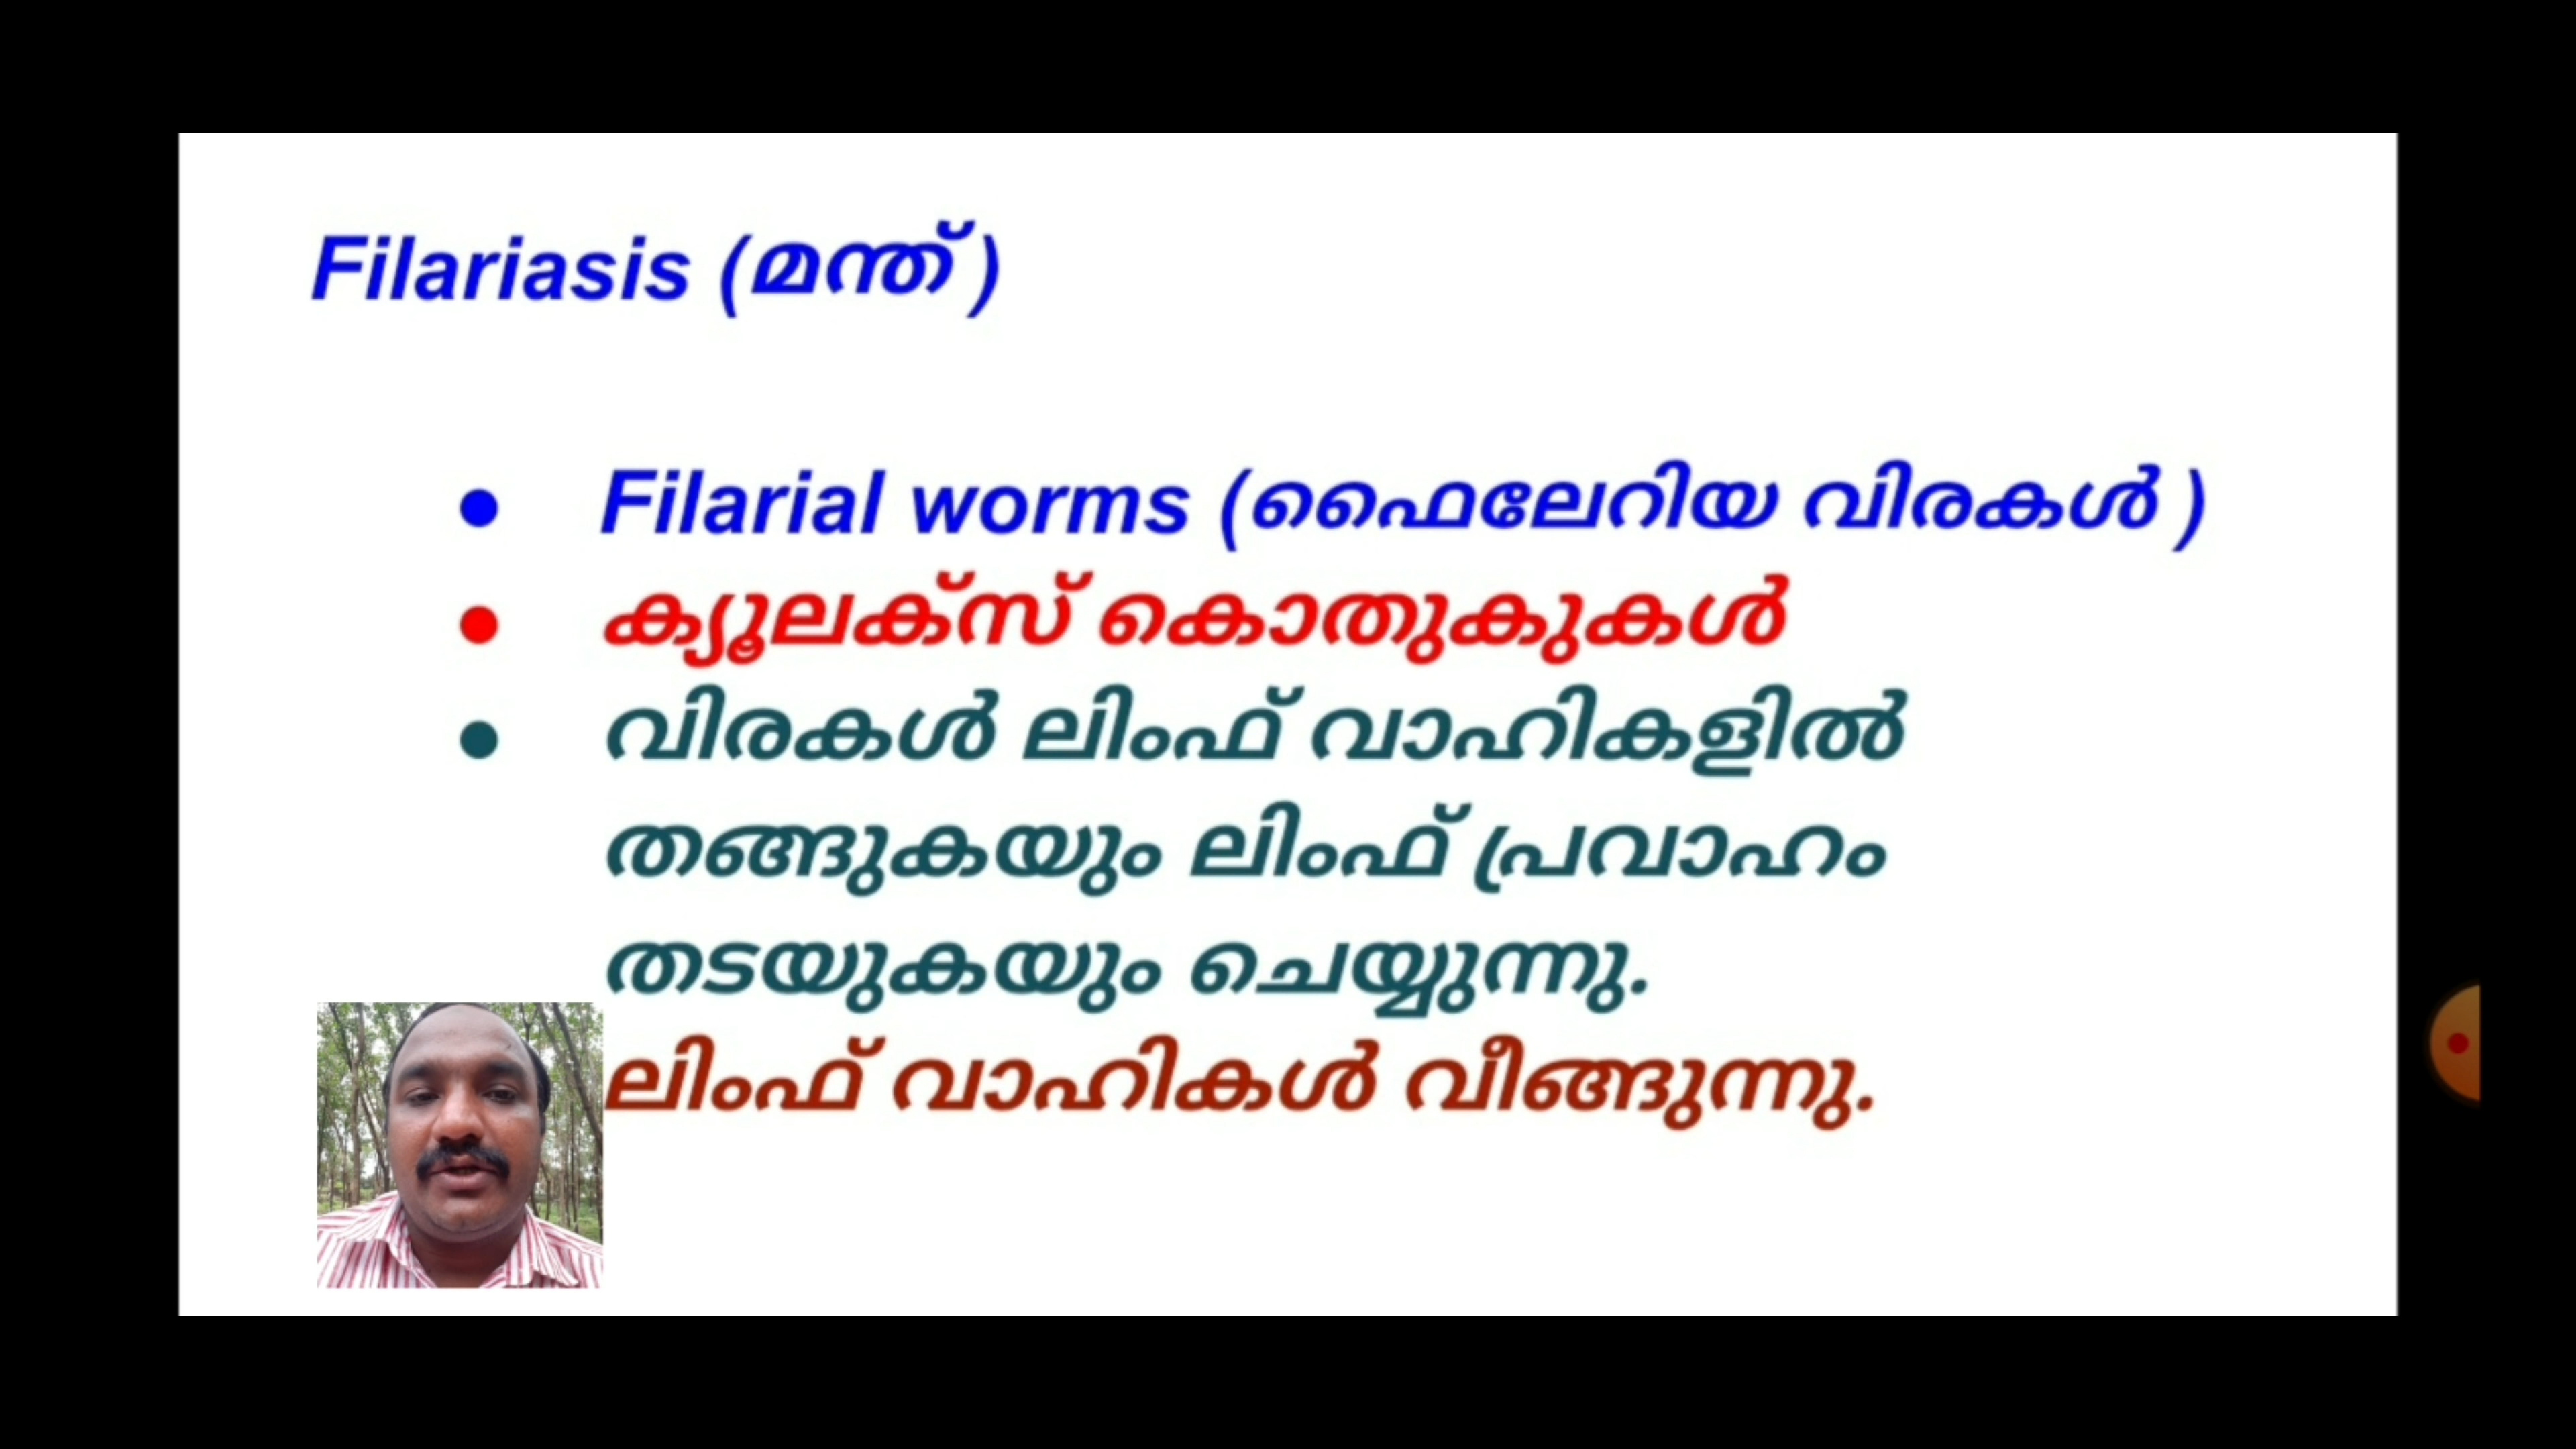 Filariasis (മന്ത് )
Filarial worms (ഫൈലേറിയ വിരകൾ )
ക്യൂലക്സ് കൊതുകുകൾ
വിരകൾ ലിംഫ് വാഹികളിൽ
തങ്ങുകയും ലിംഫ് പ്രവാഹം
തടയുകയും ചെയ്യുന്നു.
ലിംഫ് വാഹികൾ വീങ്ങുന്നു.